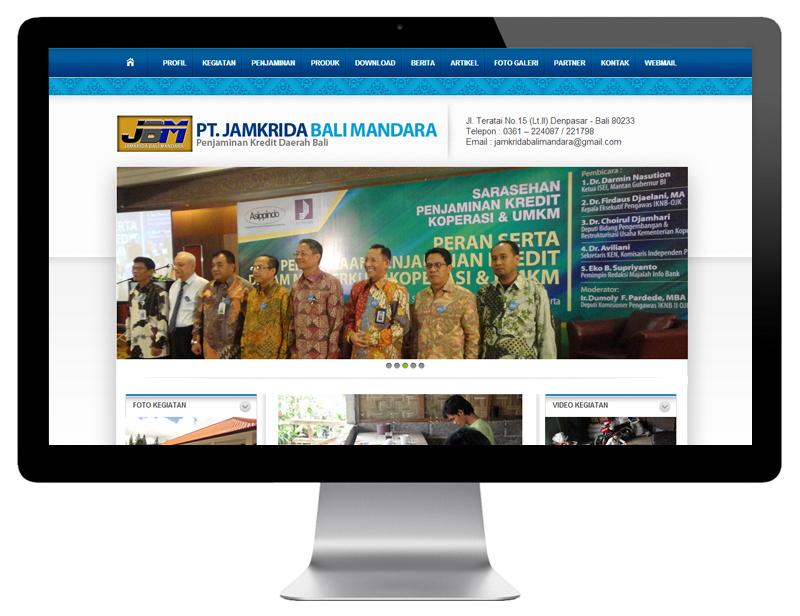 PROFIL KEGIATAN PENJAMINAN PRODUK DOWNLOAD BERITA ARTIKEL FOTO GALERI PARTNER KONTAK WEBMAIL
JBM
JAMKRIDA BALI MANDARA
PT. JAMKRIDA BALI MANDARA
Penjaminan Kredit Daerah Bali
Jl. Teratai No.15 (Lt.II) Denpasar - Bali 80233
Telepon : 0361 – 224087 / 221798
Email : jamkridabalimandara@gmail.com
Asippindo
SARASEHAN
PENJAMINAN KREDIT
KOPERASI & UMKM
PERAN SERTA
KREDIT
KOPERASI & UMKM
Pembicara :
1. Dr. Darmin Nasution
Ketua ISEI, Mantan Gubernur BI
2. Dr. Firdaus Djaelani, MA
Kepala Eksekutif Pengawas IKNB-OJK
3. Dr. Choirul Djamhari
Deputi Bidang Pengembangan &
Restrukturisasi Usaha Kementerian
4. Dr. Aviliani
Sekretaris KEN, Komisaris Independen
5. Eko B. Supriyanto
Pemimpin Redaksi Majalah Info Bank
Moderator:
Ir. Dumoly F. Pardede, MBA
Deputi Komisioner Pengawas IKNB II OJK
FOTO KEGIATAN
VIDEO KEGIATAN